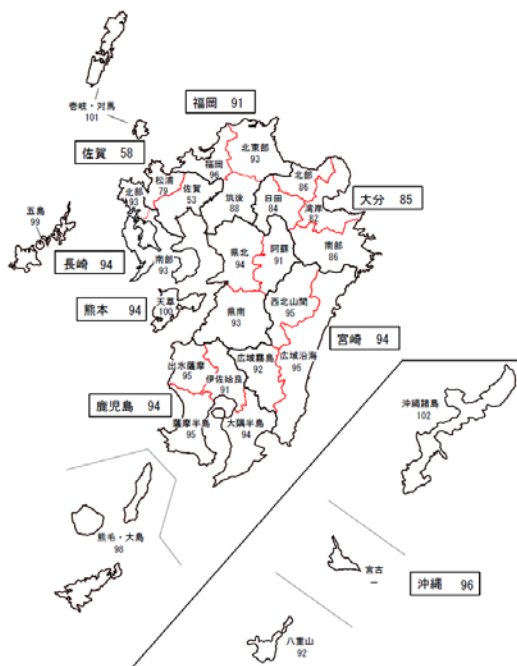 壱岐・対馬
101
福岡 91
北東部
93
福岡
96
佐賀 58
松浦
79
佐賀
53
筑後
88
日田
84
北部
86
湾岸
82
大分 85
北部
93
五島
99
長崎 94
南部
93
県北
94
阿蘇
91
南部
86
熊本 94
天草
100
県南
93
西北山間
95
宮崎 94
広域霧島
92
広域沿海
95
出水薩摩
95
伊佐姶良
91
鹿児島 94
薩摩半島
95
大隅半島
94
沖縄諸島
102
熊毛・大島
98
宮古
―
沖縄 96
八重山
92